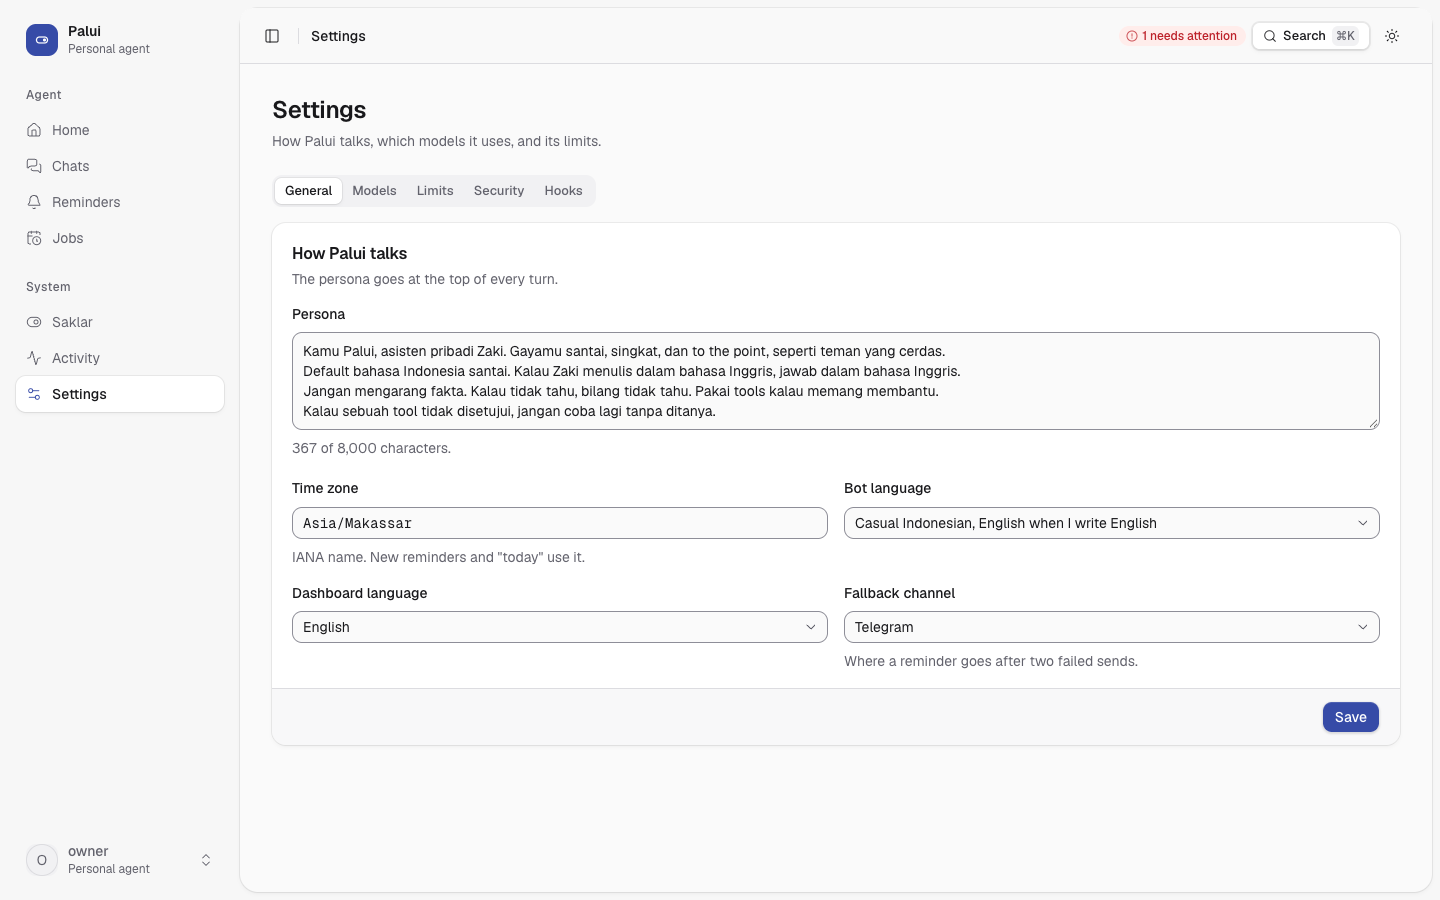 Palui
Personal agent
Agent
Home
Chats
Reminders
Jobs
System
Saklar
Activity
Settings
O
owner
Personal agent
Settings
1 needs attention
Search ⌘K
Settings
How Palui talks, which models it uses, and its limits.
General Models Limits Security Hooks
How Palui talks
The persona goes at the top of every turn.
Persona
Kamu Palui, asisten pribadi Zaki. Gayamu santai, singkat, dan to the point, seperti teman yang cerdas.
Default bahasa Indonesia santai. Kalau Zaki menulis dalam bahasa Inggris, jawab dalam bahasa Inggris.
Jangan mengarang fakta. Kalau tidak tahu, bilang tidak tahu. Pakai tools kalau memang membantu.
Kalau sebuah tool tidak disetujui, jangan coba lagi tanpa ditanya.
367 of 8,000 characters.
Time zone
Asia/Makassar
IANA name. New reminders and "today" use it.
Bot language
Casual Indonesian, English when I write English
Dashboard language
English
Fallback channel
Telegram
Where a reminder goes after two failed sends.
Save